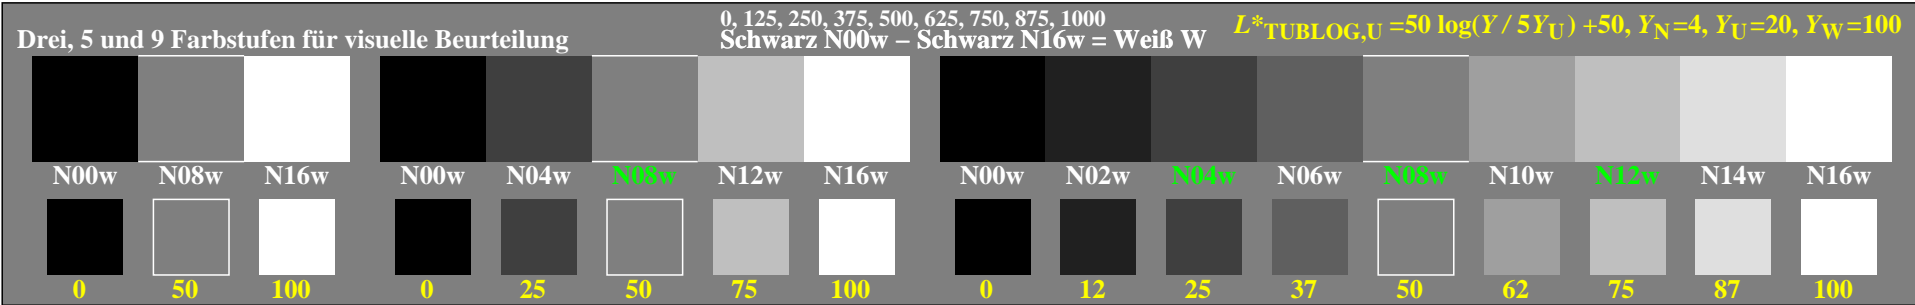 Drei, 5 und 9 Farbstufen für visuelle Beurteilung
0, 125, 250, 375, 500, 625, 750, 875, 1000
Schwarz N00w – Schwarz N16w = Weiß W
L*TUBLOG,U =50 log(Y / 5YU) +50, YN=4, YU=20, YW=100
N00w N08w N16w N00w N04w N08w N12w N16w N00w N02w N04w N06w N08w N10w N12w N14w N16w
0 50 100 0 25 50 75 100 0 12 25 37 50 62 75 87 100